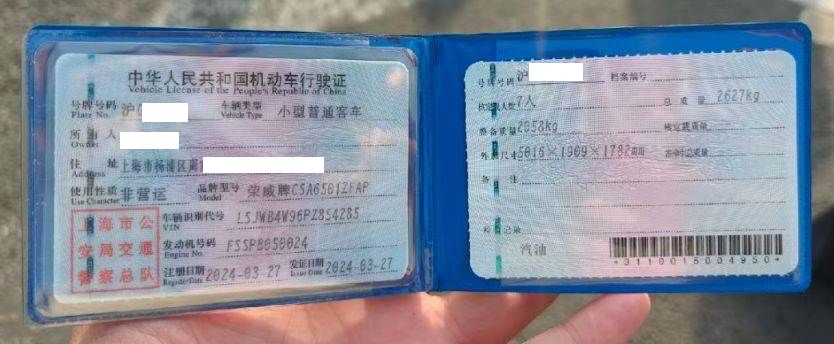 中华人民共和国机动车行驶证
Vehicle License of the People's Republic of China
号牌号码 沪 车辆类型 小型普通客车
Plate No. Vehicle Type
所有人
Owner
住址 上海市杨浦区
Address
使用性质 非营运 品牌型号 荣威牌CSA6501ZFAP
Use Character Model
上海市公安局交通警察总队
车辆识别代号 LSJWB4W96PZ854285
VIN
发动机号码 FSSP8050024
Engine No.
注册日期 2024-03-27 发证日期 2024-03-27
Register Date Issue Date
号牌号码 沪 档案编号
核定载人数 7人 总质量 2627kg
整备质量 2058kg 核定载质量
外廓尺寸 5016×1909×1782mm 准牵引总质量
备注
检验记录
汽油
*3110016004950*